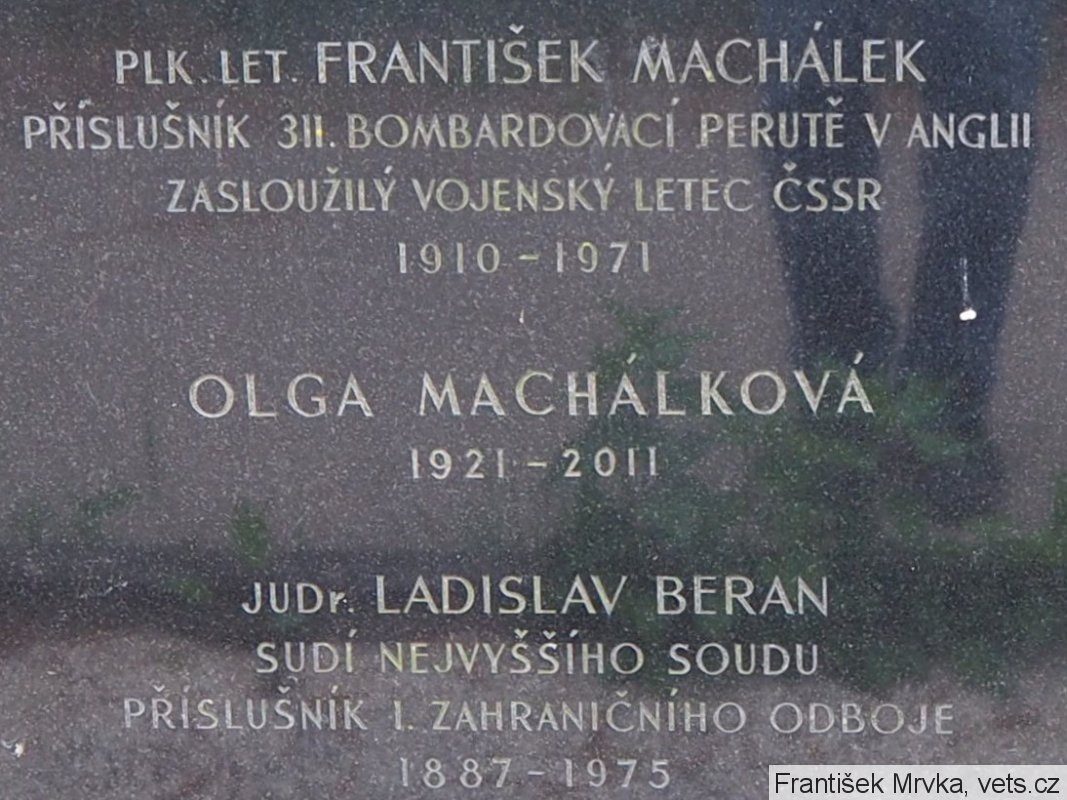 PLK. LET. FRANTIŠEK MACHÁLEK
PŘÍSLUŠNÍK 311. BOMBARDOVACÍ PERUTĚ V ANGLII
ZASLOUŽILÝ VOJENSKÝ LETEC ČSSR
1910 – 1971
OLGA MACHÁLKOVÁ
1921 – 2011
JUDr. LADISLAV BERAN
SUDÍ NEJVYŠŠÍHO SOUDU
PŘÍSLUŠNÍK I. ZAHRANIČNÍHO ODBOJE
1887 – 1975
František Mrvka, vets.cz